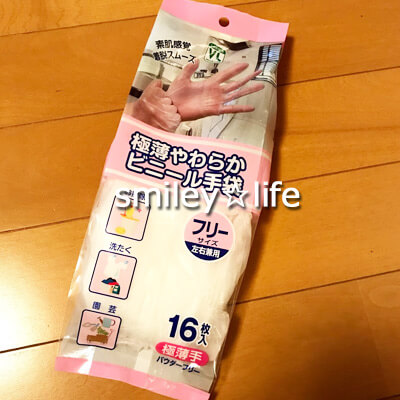 素肌感覚
着脱スムーズ
VL
極薄やわらか
ビニール手袋
smiley☆life
フリー
サイズ
左右兼用
洗たく
園芸
16枚入
極薄手
パウダーフリー